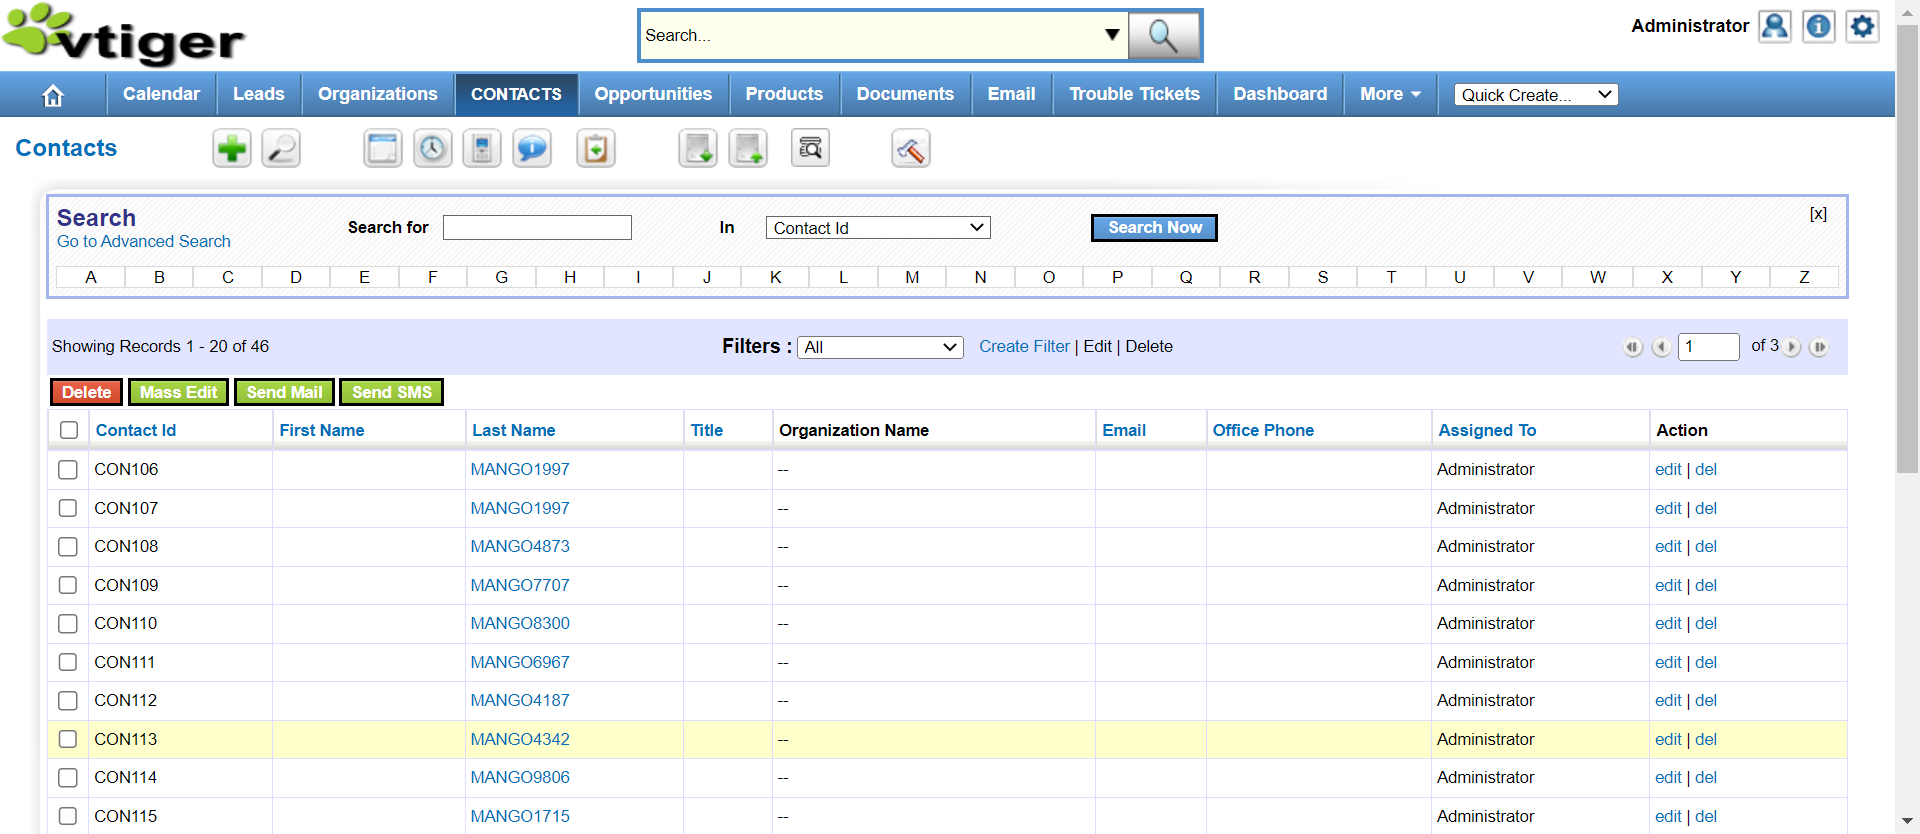 vtiger
Search...
Administrator
Calendar Leads Organizations CONTACTS Opportunities Products Documents Email Trouble Tickets Dashboard More Quick Create...
Contacts
Search
Go to Advanced Search
Search for In Contact Id Search Now [x]
A B C D E F G H I J K L M N O P Q R S T U V W X Y Z
Showing Records 1 - 20 of 46 Filters : All Create Filter | Edit | Delete 1 of 3
Delete Mass Edit Send Mail Send SMS
Contact Id First Name Last Name Title Organization Name Email Office Phone Assigned To Action
CON106 MANGO1997 -- Administrator edit | del
CON107 MANGO1997 -- Administrator edit | del
CON108 MANGO4873 -- Administrator edit | del
CON109 MANGO7707 -- Administrator edit | del
CON110 MANGO8300 -- Administrator edit | del
CON111 MANGO6967 -- Administrator edit | del
CON112 MANGO4187 -- Administrator edit | del
CON113 MANGO4342 -- Administrator edit | del
CON114 MANGO9806 -- Administrator edit | del
CON115 MANGO1715 -- Administrator edit | del